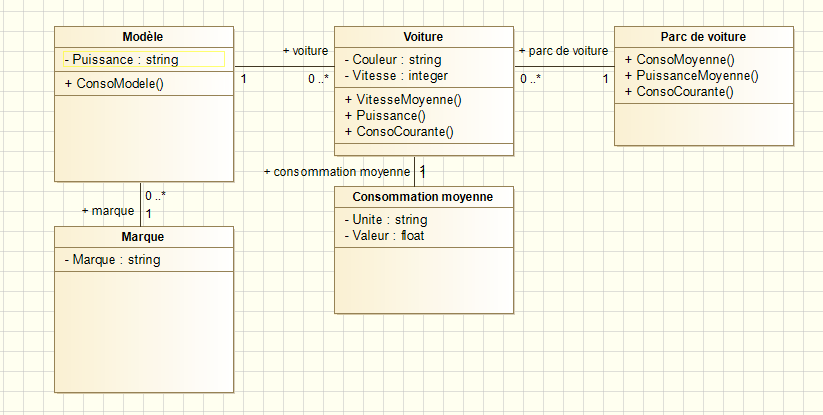 Modèle
- Puissance : string
+ ConsoModele()
+ voiture
1
0 ..*
Voiture
- Couleur : string
- Vitesse : integer
+ VitesseMoyenne()
+ Puissance()
+ ConsoCourante()
+ parc de voiture
0 ..*
1
Parc de voiture
+ ConsoMoyenne()
+ PuissanceMoyenne()
+ ConsoCourante()
+ consommation moyenne
1
1
0 ..*
+ marque
1
Marque
- Marque : string
Consommation moyenne
- Unite : string
- Valeur : float